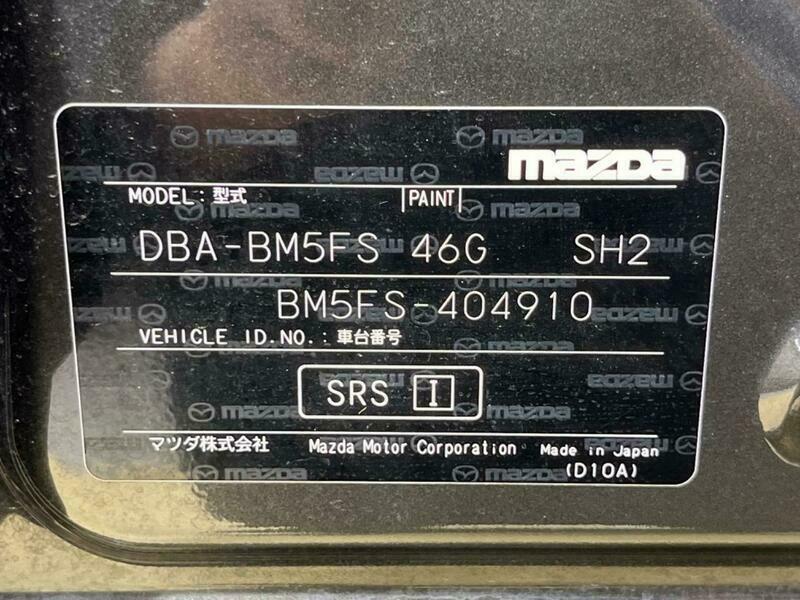 mazda
MODEL:型式 PAINT
DBA-BM5FS 46G SH2
BM5FS-404910
VEHICLE ID.NO.:車台番号
SRS I
マツダ株式会社 Mazda Motor Corporation Made in Japan
(D10A)